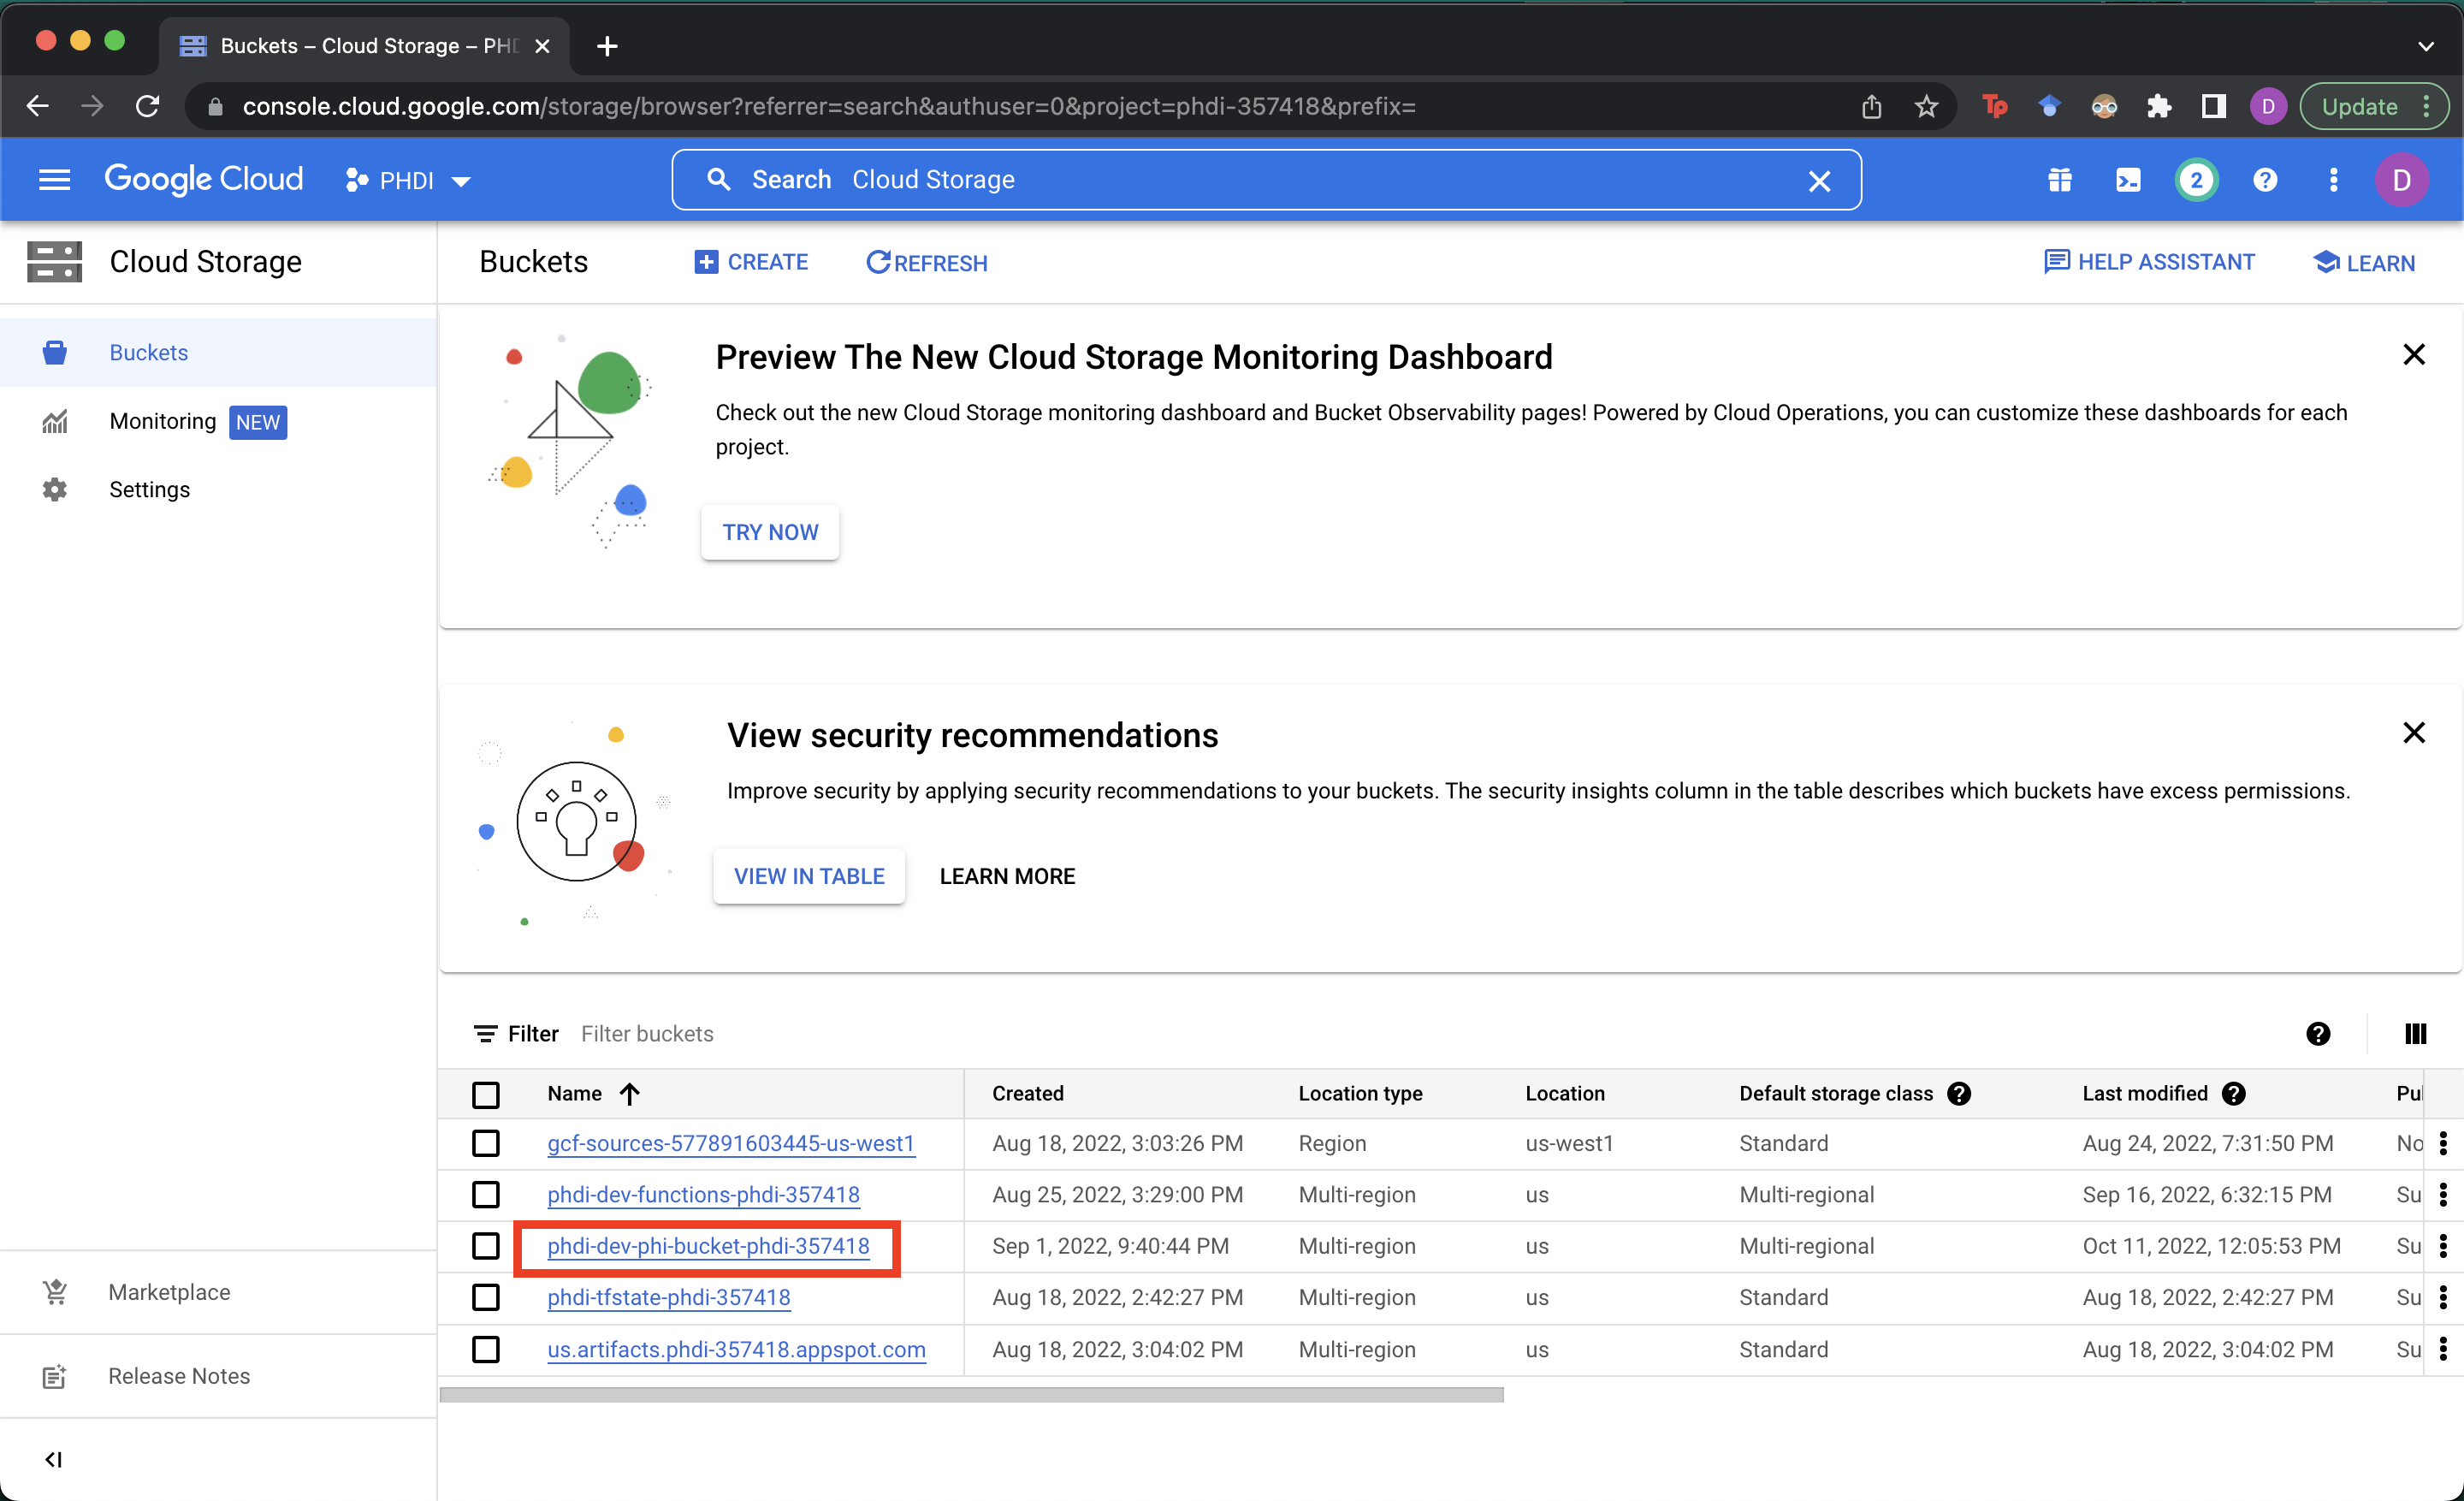 Buckets – Cloud Storage – PHD
console.cloud.google.com/storage/browser?referrer=search&authuser=0&project=phdi-357418&prefix=
Tp
D
Update
Google Cloud
PHDI
Search Cloud Storage
2
D
Cloud Storage
Buckets
CREATE
REFRESH
HELP ASSISTANT
LEARN
Buckets
Monitoring NEW
Settings
Preview The New Cloud Storage Monitoring Dashboard
Check out the new Cloud Storage monitoring dashboard and Bucket Observability pages! Powered by Cloud Operations, you can customize these dashboards for each
project.
TRY NOW
View security recommendations
Improve security by applying security recommendations to your buckets. The security insights column in the table describes which buckets have excess permissions.
VIEW IN TABLE LEARN MORE
Filter Filter buckets
Name Created Location type Location Default storage class Last modified Pu
gcf-sources-577891603445-us-west1 Aug 18, 2022, 3:03:26 PM Region us-west1 Standard Aug 24, 2022, 7:31:50 PM No
phdi-dev-functions-phdi-357418 Aug 25, 2022, 3:29:00 PM Multi-region us Multi-regional Sep 16, 2022, 6:32:15 PM Su
phdi-dev-phi-bucket-phdi-357418 Sep 1, 2022, 9:40:44 PM Multi-region us Multi-regional Oct 11, 2022, 12:05:53 PM Su
phdi-tfstate-phdi-357418 Aug 18, 2022, 2:42:27 PM Multi-region us Standard Aug 18, 2022, 2:42:27 PM Su
us.artifacts.phdi-357418.appspot.com Aug 18, 2022, 3:04:02 PM Multi-region us Standard Aug 18, 2022, 3:04:02 PM Su
Marketplace
Release Notes